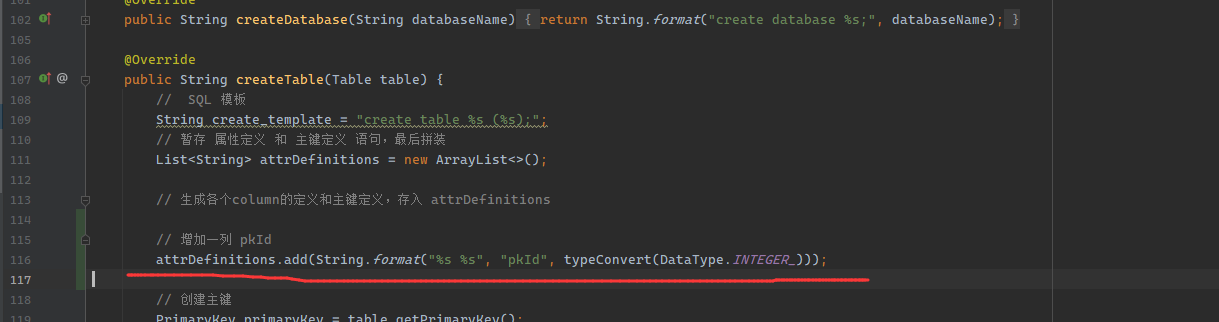 101 @Override
102 public String createDatabase(String databaseName) { return String.format("create database %s;", databaseName); }
105
106 @Override
107 @ public String createTable(Table table) {
108 //  SQL 模板
109 String create_template = "create table %s (%s);";
110 // 暂存 属性定义 和 主键定义 语句，最后拼装
111 List<String> attrDefinitions = new ArrayList<>();
112
113 // 生成各个column的定义和主键定义，存入 attrDefinitions
114
115 // 增加一列 pkId
116 attrDefinitions.add(String.format("%s %s", "pkId", typeConvert(DataType.INTEGER_)));
117
118 // 创建主键
119 PrimaryKey primaryKey = table.getPrimaryKey();